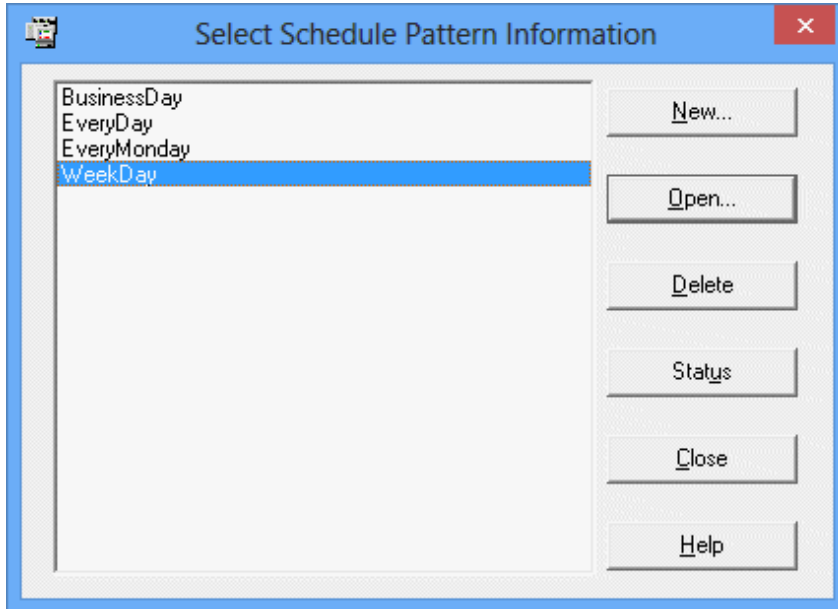 Select Schedule Pattern Information
BusinessDay
EveryDay
EveryMonday
WeekDay
New...
Open...
Delete
Status
Close
Help